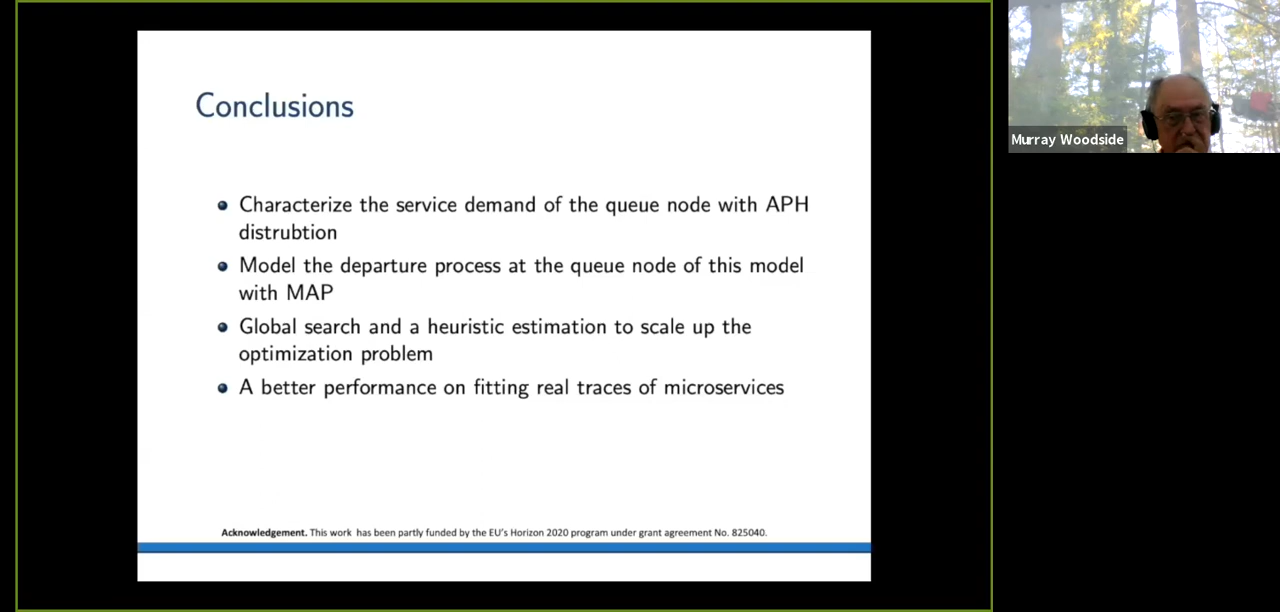 Conclusions
Characterize the service demand of the queue node with APH
distrubtion
Model the departure process at the queue node of this model
with MAP
Global search and a heuristic estimation to scale up the
optimization problem
A better performance on fitting real traces of microservices
Acknowledgement. This work has been partly funded by the EU's Horizon 2020 program under grant agreement No. 825040.
Murray Woodside